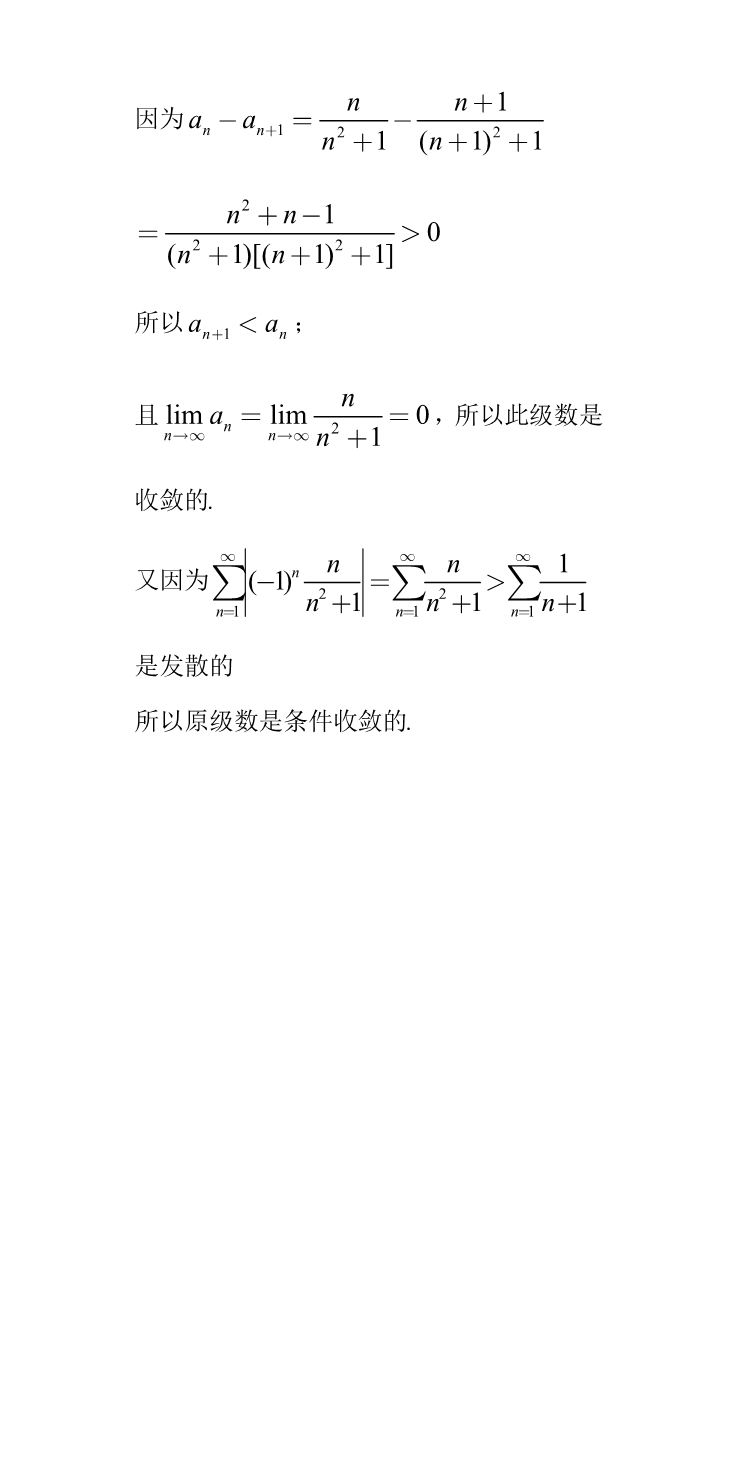 因为 $a_n - a_{n+1} = \frac{n}{n^2+1} - \frac{n+1}{(n+1)^2+1}$
$= \frac{n^2+n-1}{(n^2+1)[(n+1)^2+1]} > 0$
所以 $a_{n+1} < a_n$；
且 $\lim_{n\to\infty} a_n = \lim_{n\to\infty} \frac{n}{n^2+1} = 0$，所以此级数是
收敛的.
又因为 $\sum_{n=1}^{\infty} \left| (-1)^n \frac{n}{n^2+1} \right| = \sum_{n=1}^{\infty} \frac{n}{n^2+1} > \sum_{n=1}^{\infty} \frac{1}{n+1}$
是发散的
所以原级数是条件收敛的.